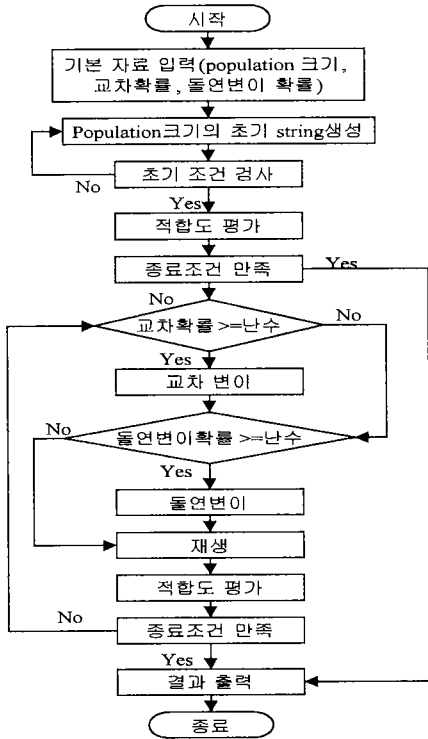 시작
기본 자료 입력(population 크기,
교차확률, 돌연변이 확률)
Population크기의 초기 string생성
초기 조건 검사
No
Yes
적합도 평가
종료조건 만족
Yes
No
교차확률 >=난수
No
Yes
교차 변이
No
돌연변이확률 >=난수
Yes
돌연변이
재생
적합도 평가
No
종료조건 만족
Yes
결과 출력
종료